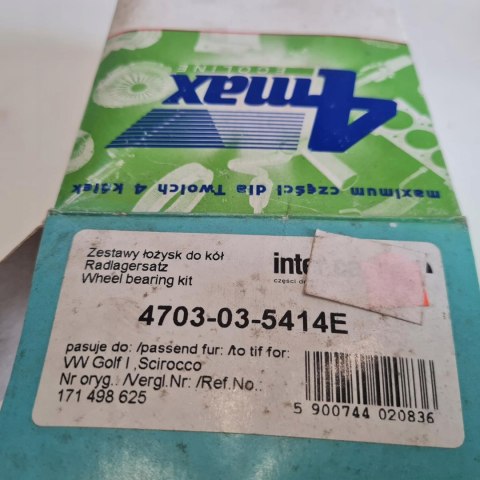 4max
ECOLINE
maximum części dla Twoich 4 kółek
Zestawy łożysk do kół
Radlagersatz
Wheel bearing kit
4703-03-5414E
pasuje do: /passend fur: /to tif for:
VW Golf I ,Scirocco
Nr oryg. /Vergl.Nr: /Ref.No.:
171 498 625
5 900744 020836